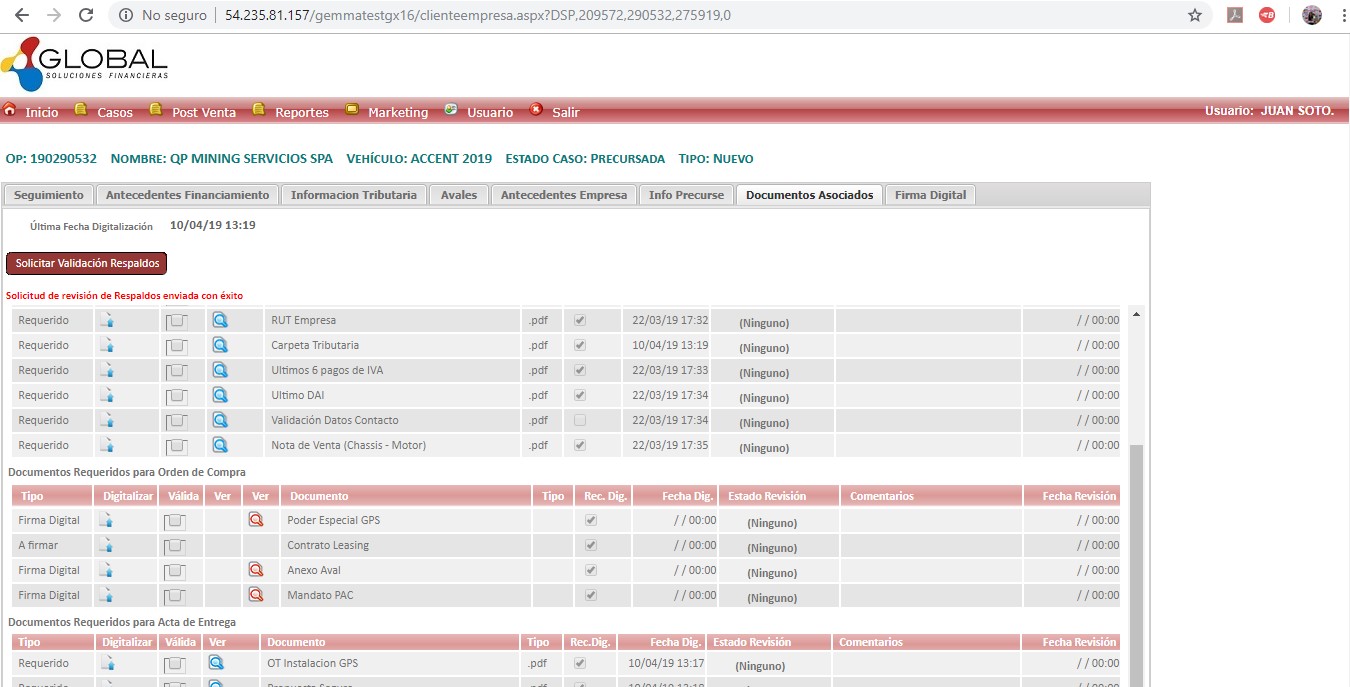 No seguro 54.235.81.157/gemmatestgx16/clienteempresa.aspx?DSP,209572,290532,275919,0
GLOBAL
SOLUCIONES FINANCIERAS
Inicio Casos Post Venta Reportes Marketing Usuario Salir Usuario: JUAN SOTO.
OP: 190290532 NOMBRE: QP MINING SERVICIOS SPA VEHÍCULO: ACCENT 2019 ESTADO CASO: PRECURSADA TIPO: NUEVO
Seguimiento Antecedentes Financiamiento Informacion Tributaria Avales Antecedentes Empresa Info Precurse Documentos Asociados Firma Digital
Última Fecha Digitalización 10/04/19 13:19
Solicitar Validación Respaldos
Solicitud de revisión de Respaldos enviada con éxito
Requerido RUT Empresa .pdf 22/03/19 17:32 (Ninguno) / / 00:00
Requerido Carpeta Tributaria .pdf 10/04/19 13:19 (Ninguno) / / 00:00
Requerido Ultimos 6 pagos de IVA .pdf 22/03/19 17:33 (Ninguno) / / 00:00
Requerido Ultimo DAI .pdf 22/03/19 17:34 (Ninguno) / / 00:00
Requerido Validación Datos Contacto .pdf 22/03/19 17:34 (Ninguno) / / 00:00
Requerido Nota de Venta (Chassis - Motor) .pdf 22/03/19 17:35 (Ninguno) / / 00:00
Documentos Requeridos para Orden de Compra
Tipo Digitalizar Válida Ver Ver Documento Tipo Rec. Dig. Fecha Dig. Estado Revisión Comentarios Fecha Revisión
Firma Digital Poder Especial GPS / / 00:00 (Ninguno) / / 00:00
A firmar Contrato Leasing / / 00:00 (Ninguno) / / 00:00
Firma Digital Anexo Aval / / 00:00 (Ninguno) / / 00:00
Firma Digital Mandato PAC / / 00:00 (Ninguno) / / 00:00
Documentos Requeridos para Acta de Entrega
Tipo Digitalizar Válida Ver Documento Tipo Rec.Dig. Fecha Dig. Estado Revisión Comentarios Fecha Revisión
Requerido OT Instalacion GPS .pdf 10/04/19 13:17 (Ninguno) / / 00:00